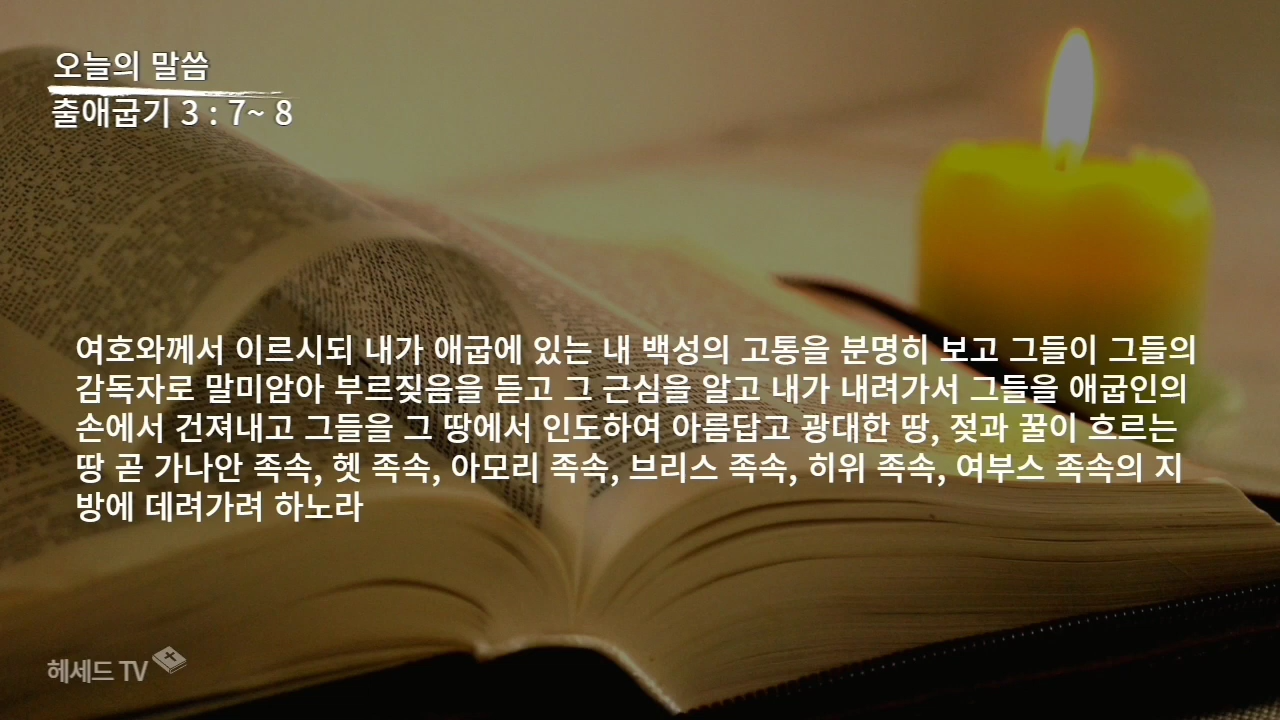 오늘의 말씀
출애굽기 3 : 7~ 8
여호와께서 이르시되 내가 애굽에 있는 내 백성의 고통을 분명히 보고 그들이 그들의
감독자로 말미암아 부르짖음을 듣고 그 근심을 알고 내가 내려가서 그들을 애굽인의
손에서 건져내고 그들을 그 땅에서 인도하여 아름답고 광대한 땅, 젖과 꿀이 흐르는
땅 곧 가나안 족속, 헷 족속, 아모리 족속, 브리스 족속, 히위 족속, 여부스 족속의 지
방에 데려가려 하노라
헤세드 TV